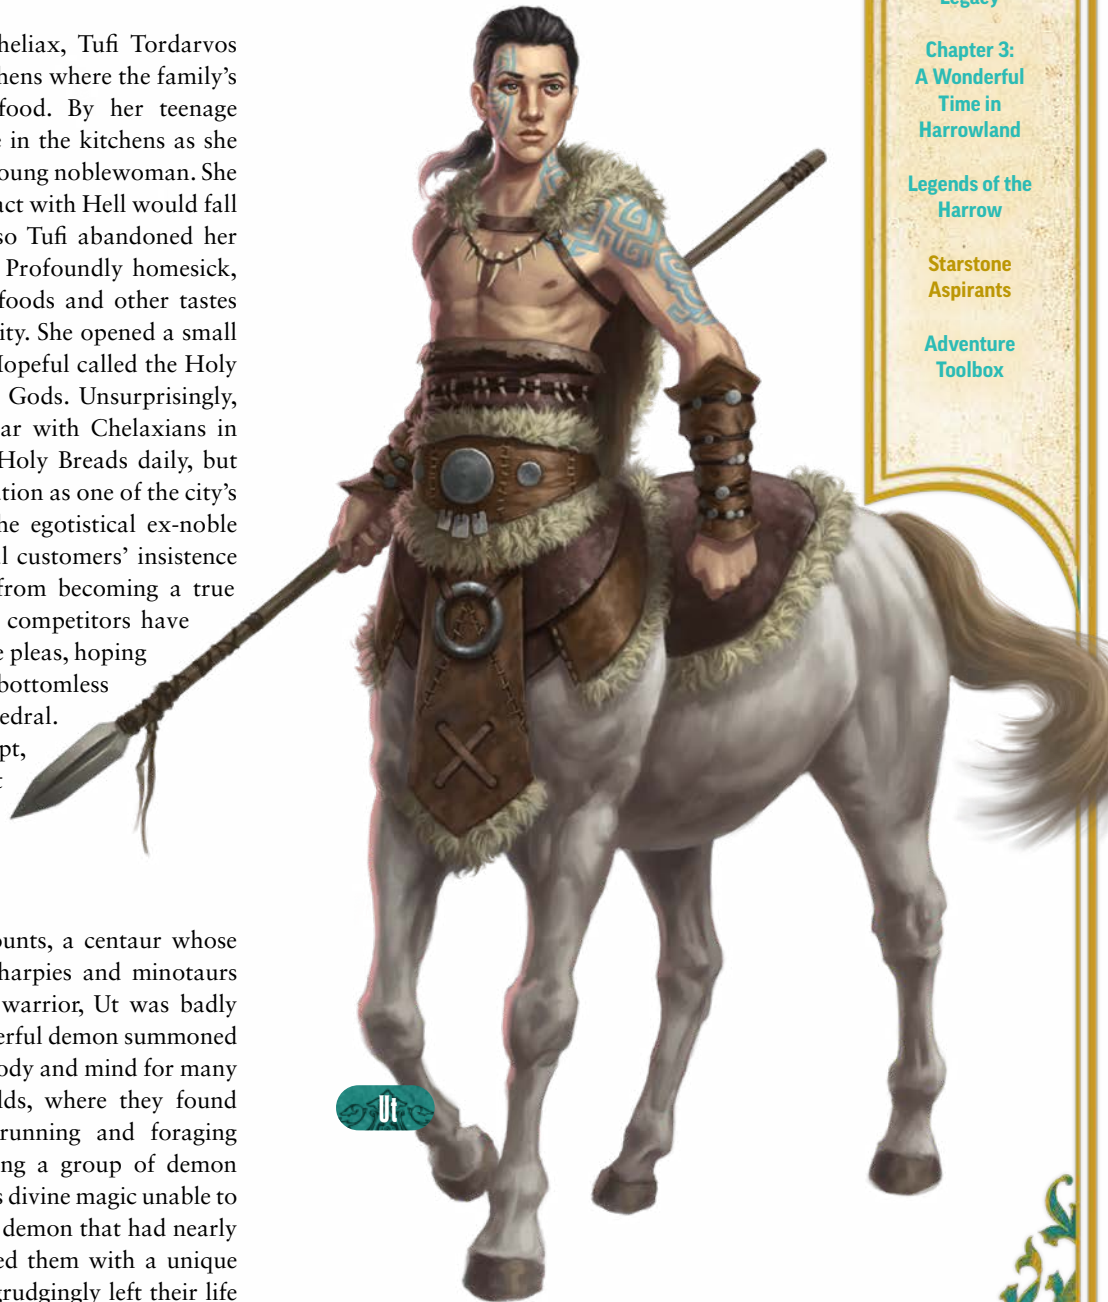 heliax, Tufi Tordarvos
hens where the family's
food. By her teenage
e in the kitchens as she
oung noblewoman. She
act with Hell would fall
so Tufi abandoned her
Profoundly homesick,
foods and other tastes
ity. She opened a small
Hopeful called the Holy
Gods. Unsurprisingly,
ar with Chelaxians in
Holy Breads daily, but
tion as one of the city's
he egotistical ex-noble
l customers' insistence
from becoming a true
competitors have
e pleas, hoping
bottomless
edral.
pt,
t
ounts, a centaur whose
harpies and minotaurs
warrior, Ut was badly
erful demon summoned
ody and mind for many
lds, where they found
running and foraging
ing a group of demon
s divine magic unable to
demon that had nearly
ed them with a unique
grudgingly left their life
Ut
Legacy
Chapter 3:
A Wonderful
Time in
Harrowland
Legends of the
Harrow
Starstone
Aspirants
Adventure
Toolbox